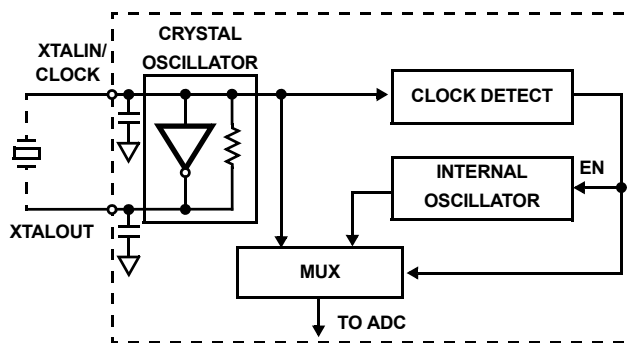 CRYSTAL
OSCILLATOR
XTALIN/
CLOCK
CLOCK DETECT
INTERNAL
OSCILLATOR
EN
XTALOUT
MUX
TO ADC